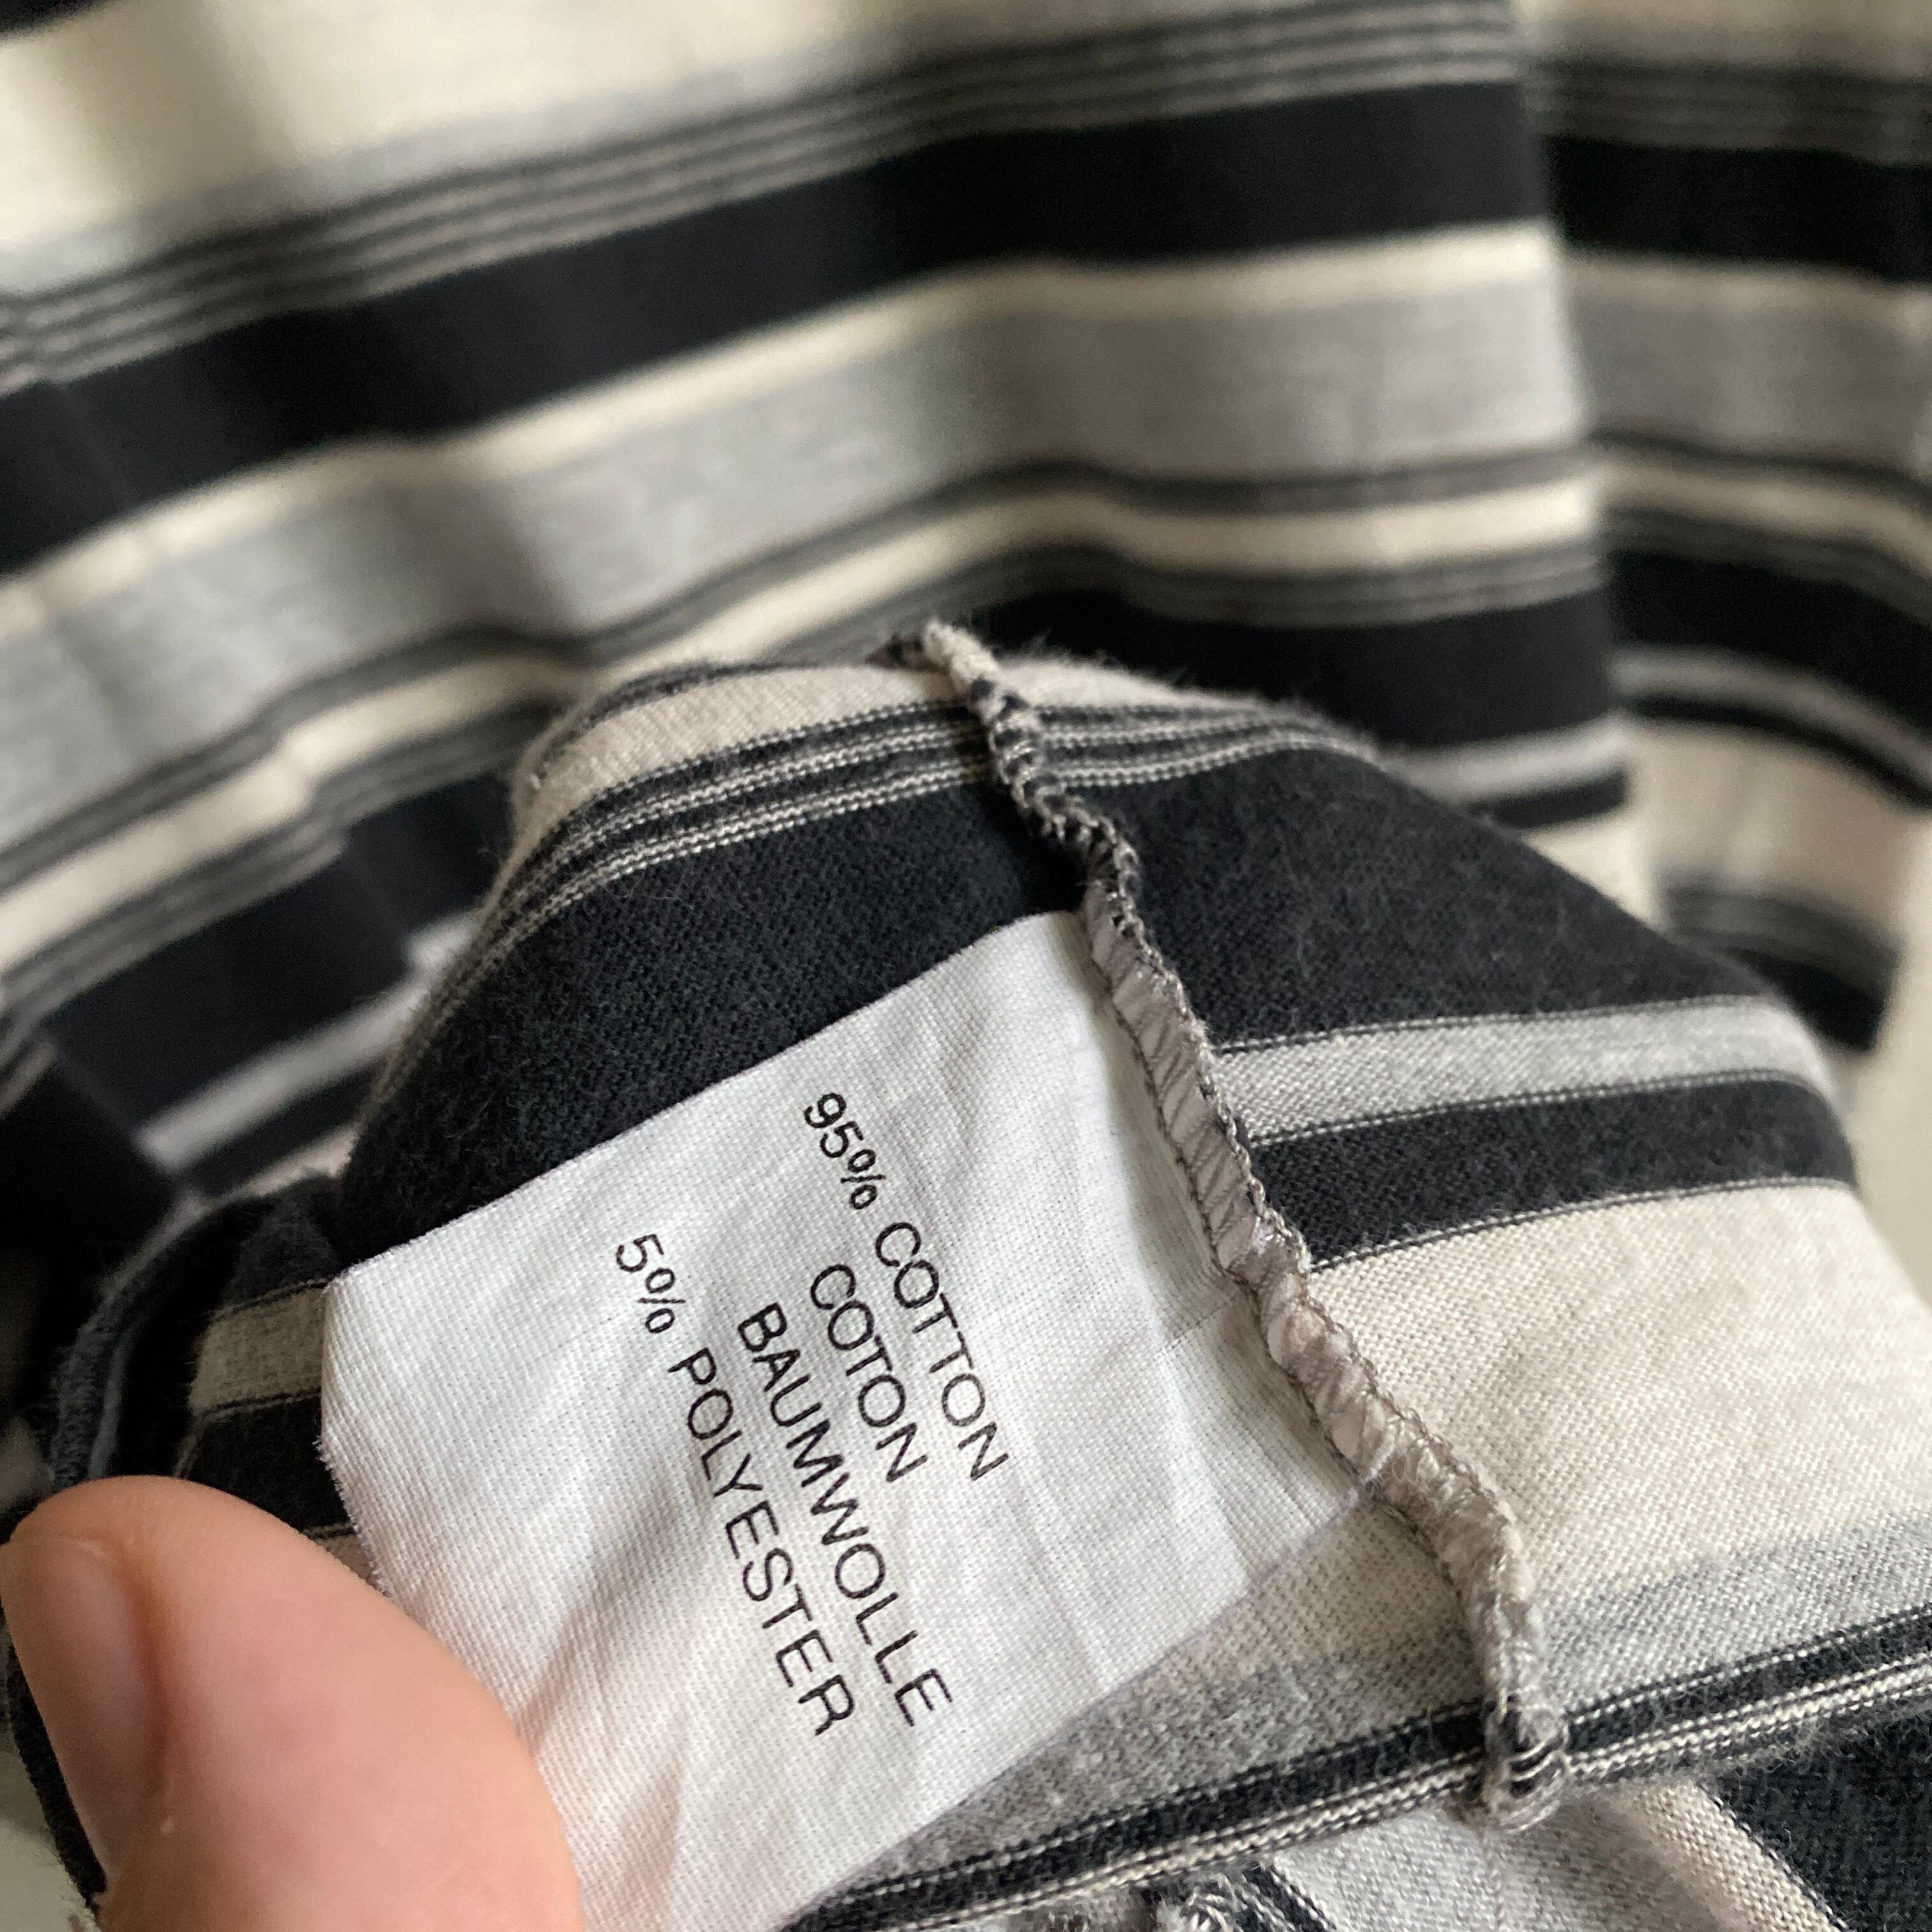 95% COTTON
COTON
BAUMWOLLE
5% POLYESTER